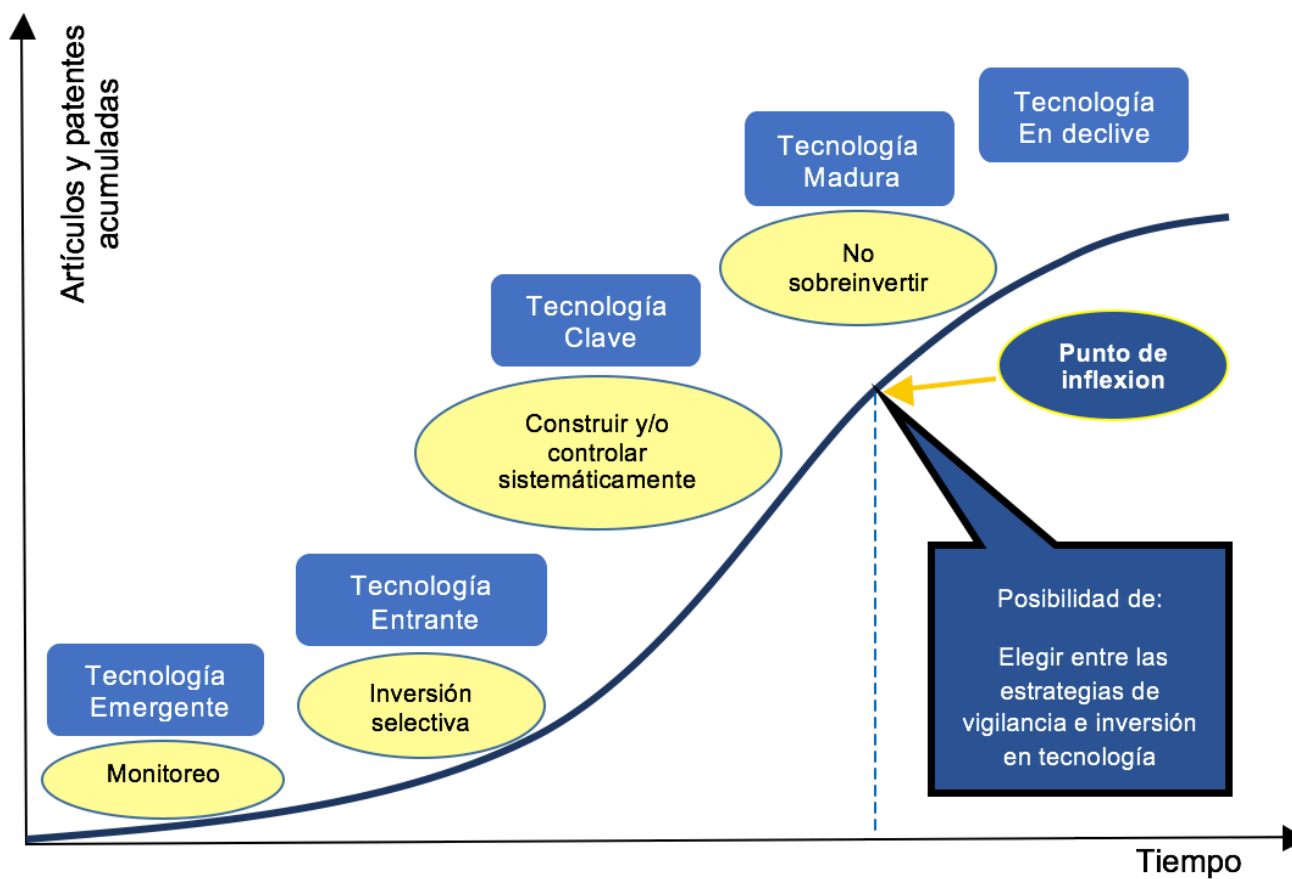 Artículos y patentes
acumuladas
Tecnología
En declive
Tecnología
Madura
No
sobreinvertir
Tecnología
Clave
Construir y/o
controlar
sistemáticamente
Punto de
inflexion
Tecnología
Entrante
Inversión
selectiva
Tecnología
Emergente
Monitoreo
Posibilidad de:
Elegir entre las
estrategias de
vigilancia e inversión
en tecnología
Tiempo